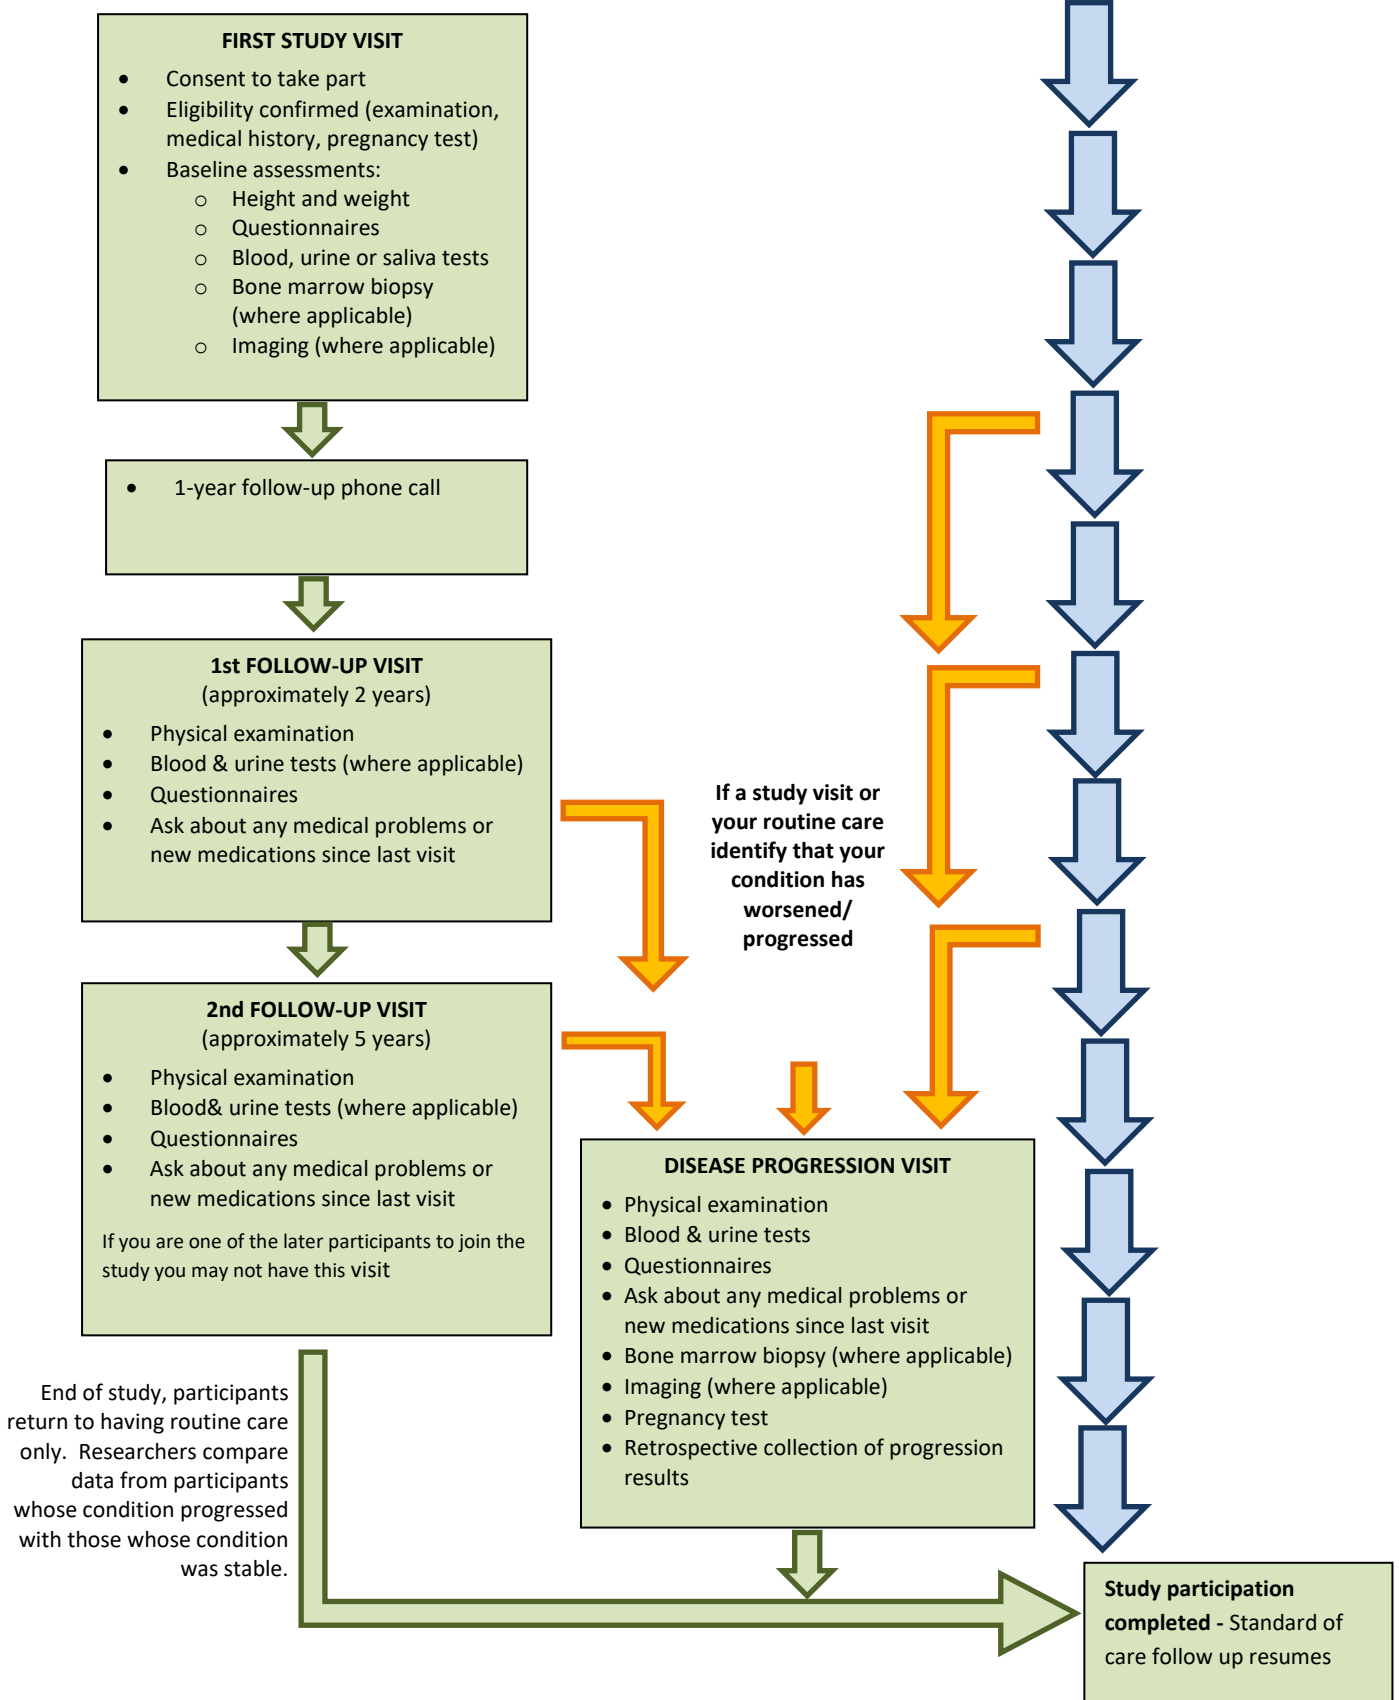 FIRST STUDY VISIT
• Consent to take part
• Eligibility confirmed (examination,
medical history, pregnancy test)
• Baseline assessments:
o Height and weight
o Questionnaires
o Blood, urine or saliva tests
o Bone marrow biopsy
(where applicable)
o Imaging (where applicable)
• 1-year follow-up phone call
1st FOLLOW-UP VISIT
(approximately 2 years)
• Physical examination
• Blood & urine tests (where applicable)
• Questionnaires
• Ask about any medical problems or
new medications since last visit
If a study visit or
your routine care
identify that your
condition has
worsened/
progressed
2nd FOLLOW-UP VISIT
(approximately 5 years)
• Physical examination
• Blood& urine tests (where applicable)
• Questionnaires
• Ask about any medical problems or
new medications since last visit
If you are one of the later participants to join the
study you may not have this visit
DISEASE PROGRESSION VISIT
• Physical examination
• Blood & urine tests
• Questionnaires
• Ask about any medical problems or
new medications since last visit
• Bone marrow biopsy (where applicable)
• Imaging (where applicable)
• Pregnancy test
• Retrospective collection of progression
results
End of study, participants
return to having routine care
only. Researchers compare
data from participants
whose condition progressed
with those whose condition
was stable.
Study participation
completed - Standard of
care follow up resumes